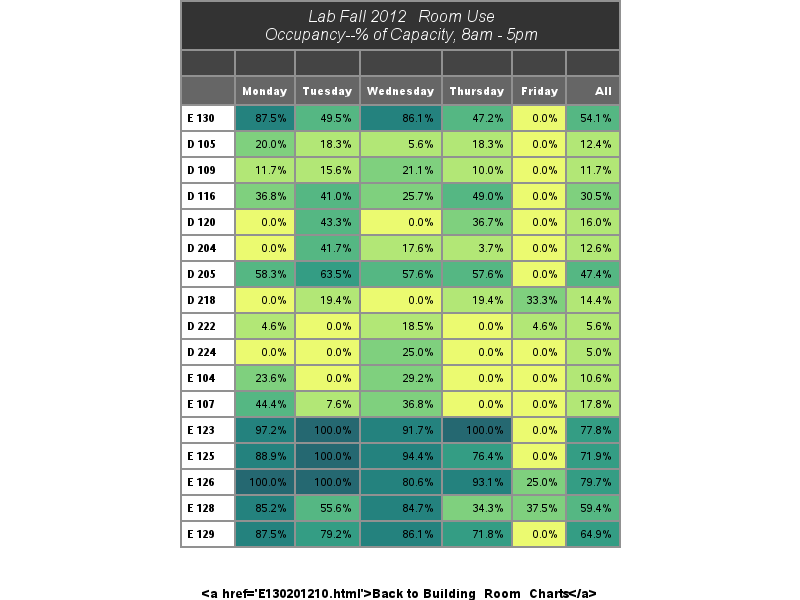 Lab Fall 2012 Room Use
Occupancy--% of Capacity, 8am - 5pm
Monday Tuesday Wednesday Thursday Friday All
E 130 87.5% 49.5% 86.1% 47.2% 0.0% 54.1%
D 105 20.0% 18.3% 5.6% 18.3% 0.0% 12.4%
D 109 11.7% 15.6% 21.1% 10.0% 0.0% 11.7%
D 116 36.8% 41.0% 25.7% 49.0% 0.0% 30.5%
D 120 0.0% 43.3% 0.0% 36.7% 0.0% 16.0%
D 204 0.0% 41.7% 17.6% 3.7% 0.0% 12.6%
D 205 58.3% 63.5% 57.6% 57.6% 0.0% 47.4%
D 218 0.0% 19.4% 0.0% 19.4% 33.3% 14.4%
D 222 4.6% 0.0% 18.5% 0.0% 4.6% 5.6%
D 224 0.0% 0.0% 25.0% 0.0% 0.0% 5.0%
E 104 23.6% 0.0% 29.2% 0.0% 0.0% 10.6%
E 107 44.4% 7.6% 36.8% 0.0% 0.0% 17.8%
E 123 97.2% 100.0% 91.7% 100.0% 0.0% 77.8%
E 125 88.9% 100.0% 94.4% 76.4% 0.0% 71.9%
E 126 100.0% 100.0% 80.6% 93.1% 25.0% 79.7%
E 128 85.2% 55.6% 84.7% 34.3% 37.5% 59.4%
E 129 87.5% 79.2% 86.1% 71.8% 0.0% 64.9%
<a href='E130201210.html'>Back to Building_Room_Charts</a>